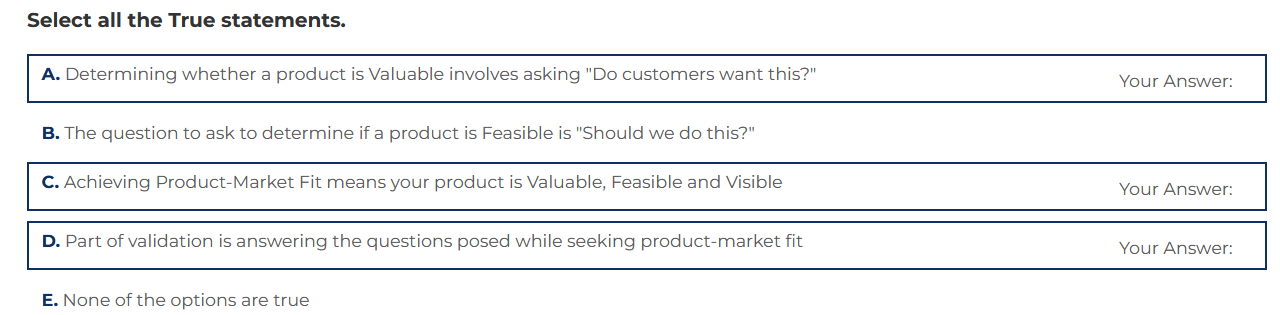 Select all the True statements.
A. Determining whether a product is Valuable involves asking "Do customers want this?"
Your Answer:
B. The question to ask to determine if a product is Feasible is "Should we do this?"
C. Achieving Product-Market Fit means your product is Valuable, Feasible and Visible
Your Answer:
D. Part of validation is answering the questions posed while seeking product-market fit
Your Answer:
E. None of the options are true